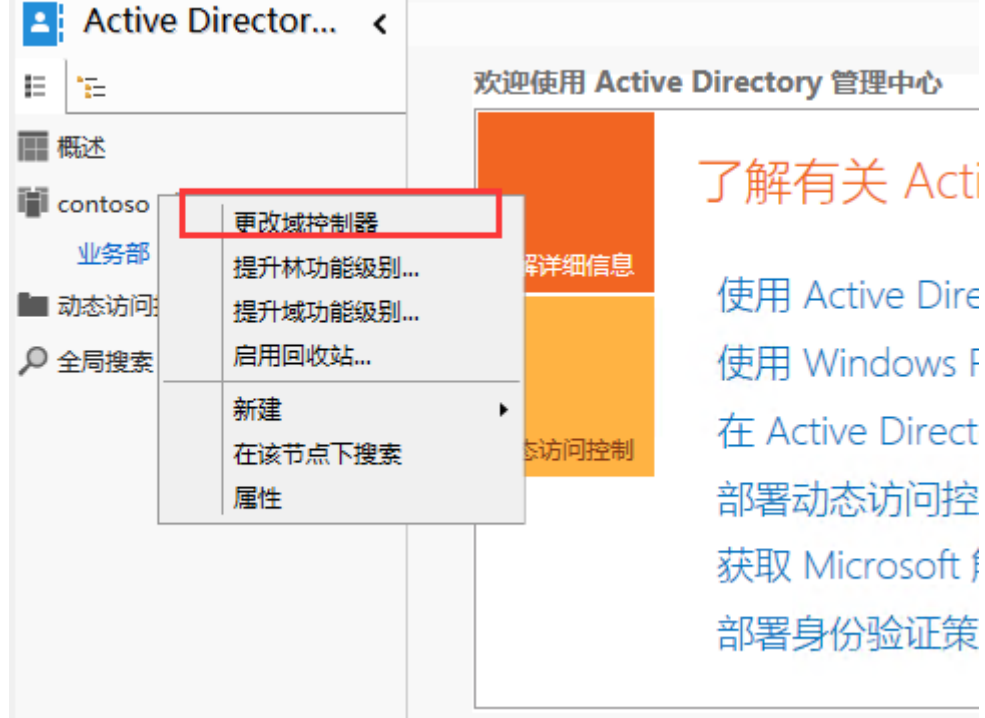 Active Director...
欢迎使用 Active Directory 管理中心
概述
contoso
业务部
动态访问
全局搜索
更改域控制器
提升林功能级别...
提升域功能级别...
启用回收站...
新建
在该节点下搜索
属性
解详细信息
态访问控制
了解有关 Acti
使用 Active Dire
使用 Windows
在 Active Direct
部署动态访问控
获取 Microsoft
部署身份验证策